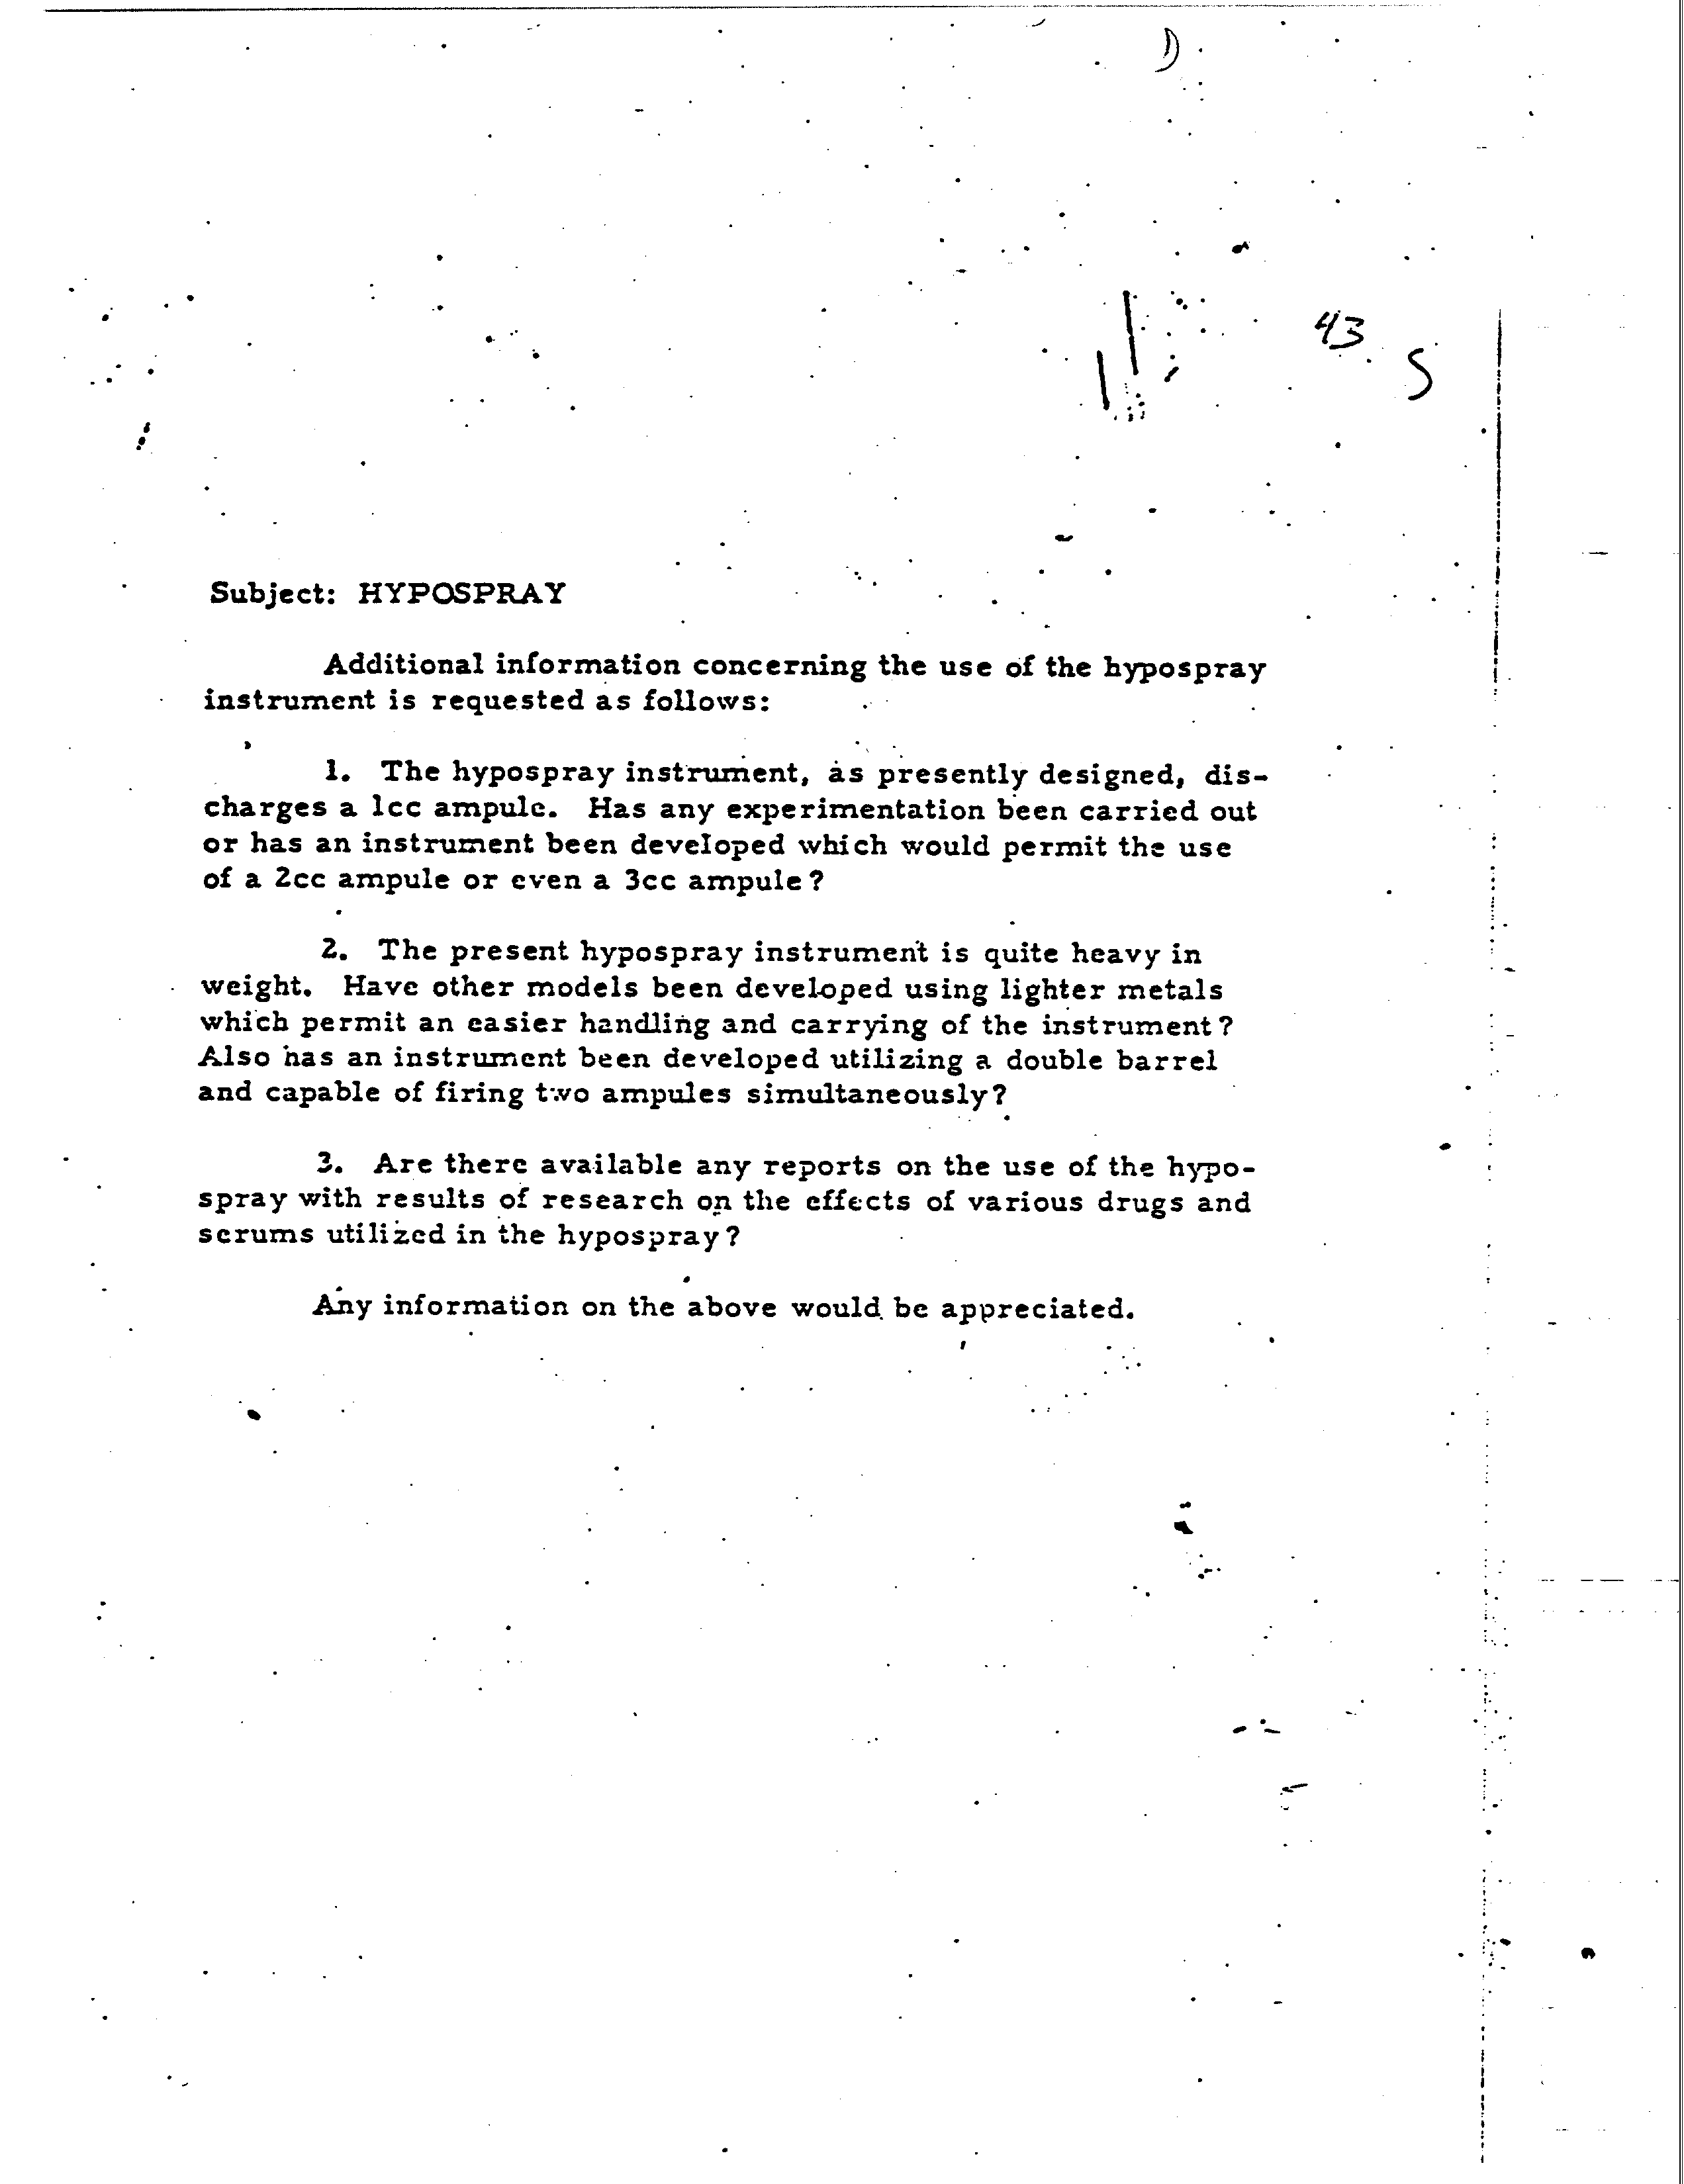 43
S
Subject: HYPOSPRAY
Additional information concerning the use of the hypospray
instrument is requested as follows:
1. The hypospray instrument, as presently designed, dis-
charges a 1cc ampule. Has any experimentation been carried out
or has an instrument been developed which would permit the use
of a 2cc ampule or even a 3cc ampule?
2. The present hypospray instrument is quite heavy in
weight. Have other models been developed using lighter metals
which permit an easier handling and carrying of the instrument?
Also has an instrument been developed utilizing a double barrel
and capable of firing two ampules simultaneously?
3. Are there available any reports on the use of the hypo-
spray with results of research on the effects of various drugs and
serums utilized in the hypospray?
Any information on the above would be appreciated.